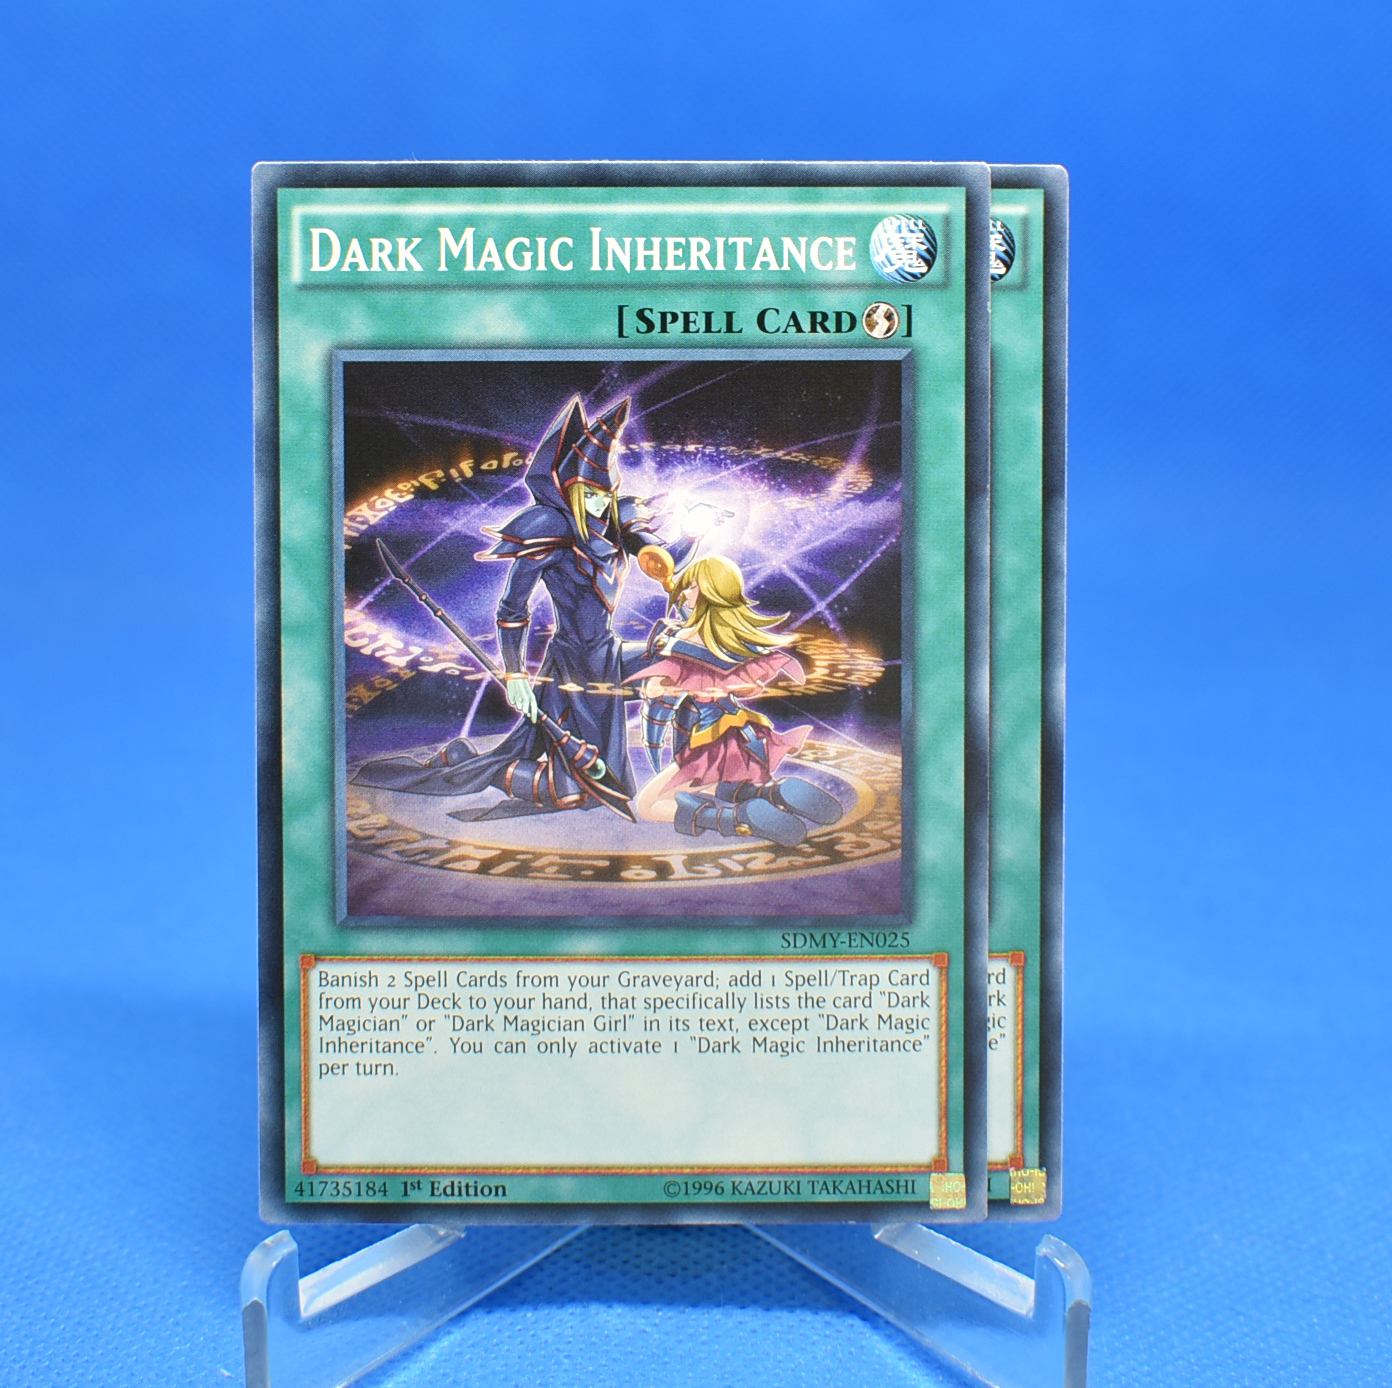 DARK MAGIC INHERITANCE
SPELL
魔
[SPELL CARD]
SDMY-EN025
Banish 2 Spell Cards from your Graveyard; add 1 Spell/Trap Card
from your Deck to your hand, that specifically lists the card "Dark
Magician" or "Dark Magician Girl" in its text, except "Dark Magic
Inheritance". You can only activate 1 "Dark Magic Inheritance"
per turn.
41735184 1st Edition
©1996 KAZUKI TAKAHASHI